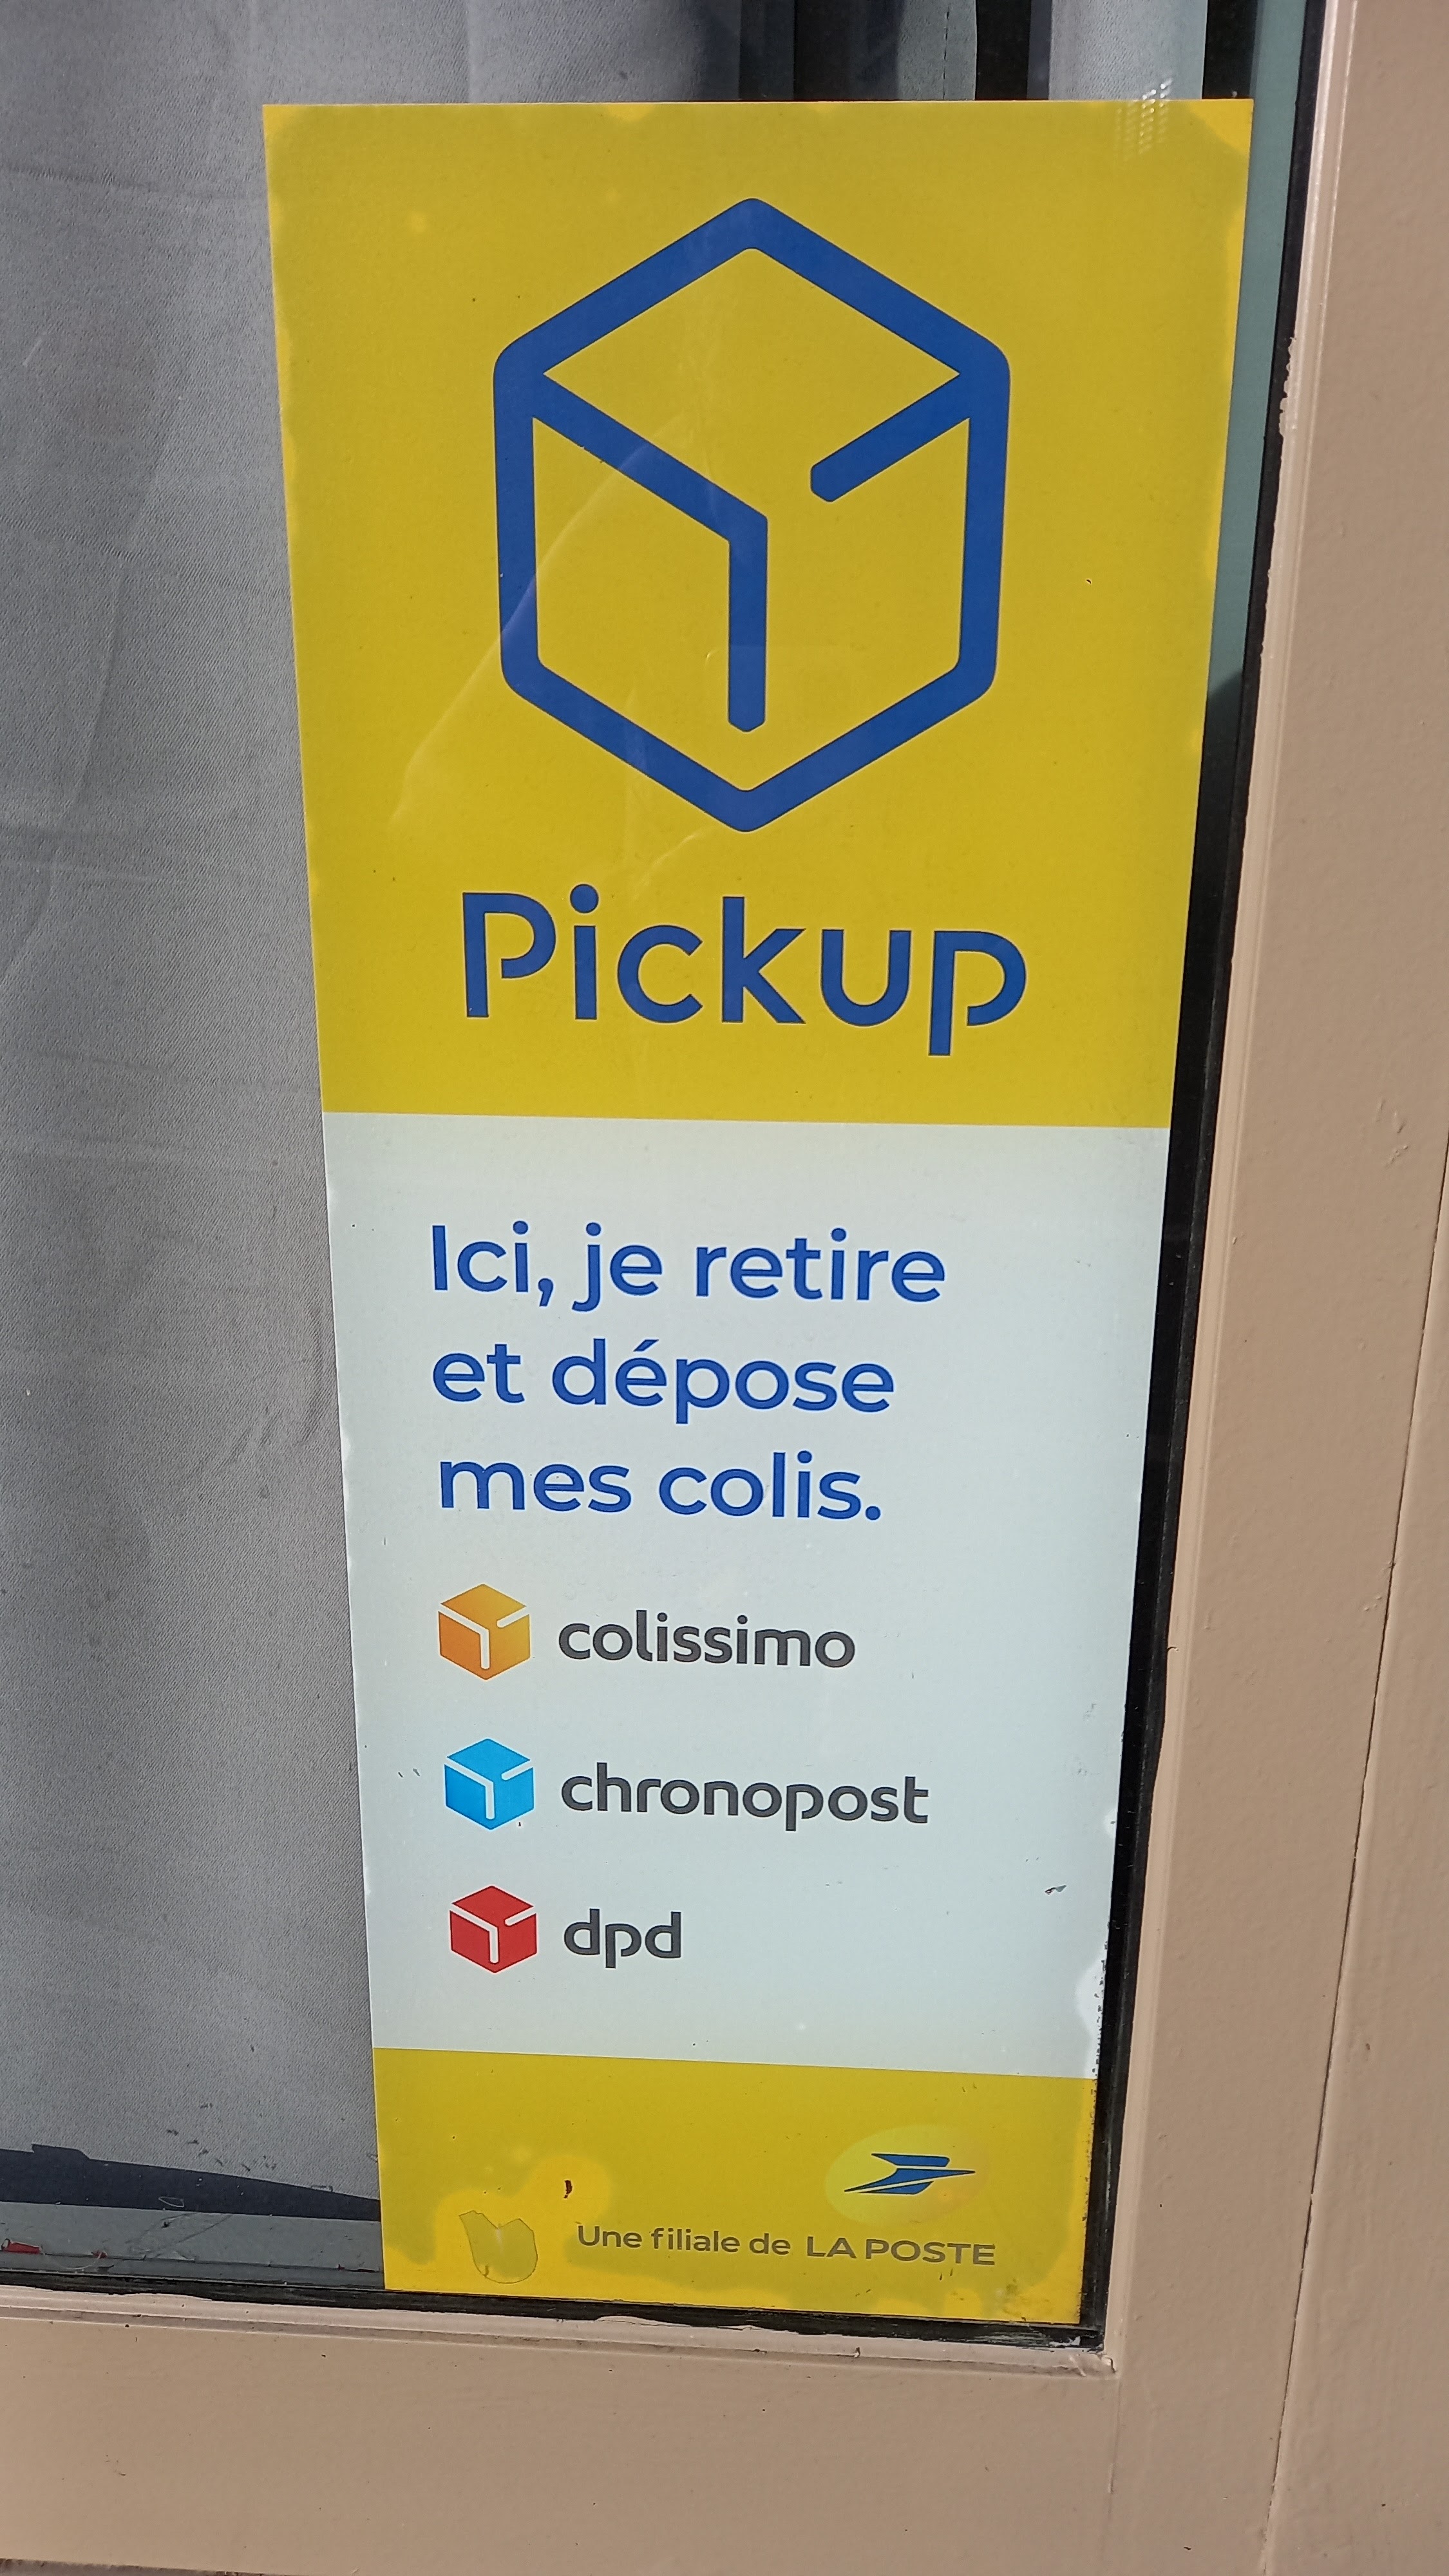 Pickup
Ici, je retire
et dépose
mes colis.
colissimo
chronopost
dpd
Une filiale de LA POSTE